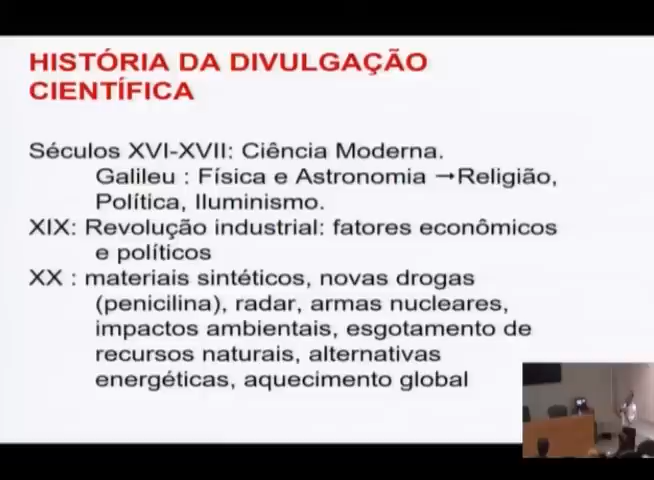 HISTÓRIA DA DIVULGAÇÃO
CIENTÍFICA
Séculos XVI-XVII: Ciência Moderna.
Galileu : Física e Astronomia →Religião,
Política, Iluminismo.
XIX: Revolução industrial: fatores econômicos
e políticos
XX : materiais sintéticos, novas drogas
(penicilina), radar, armas nucleares,
impactos ambientais, esgotamento de
recursos naturais, alternativas
energéticas, aquecimento global